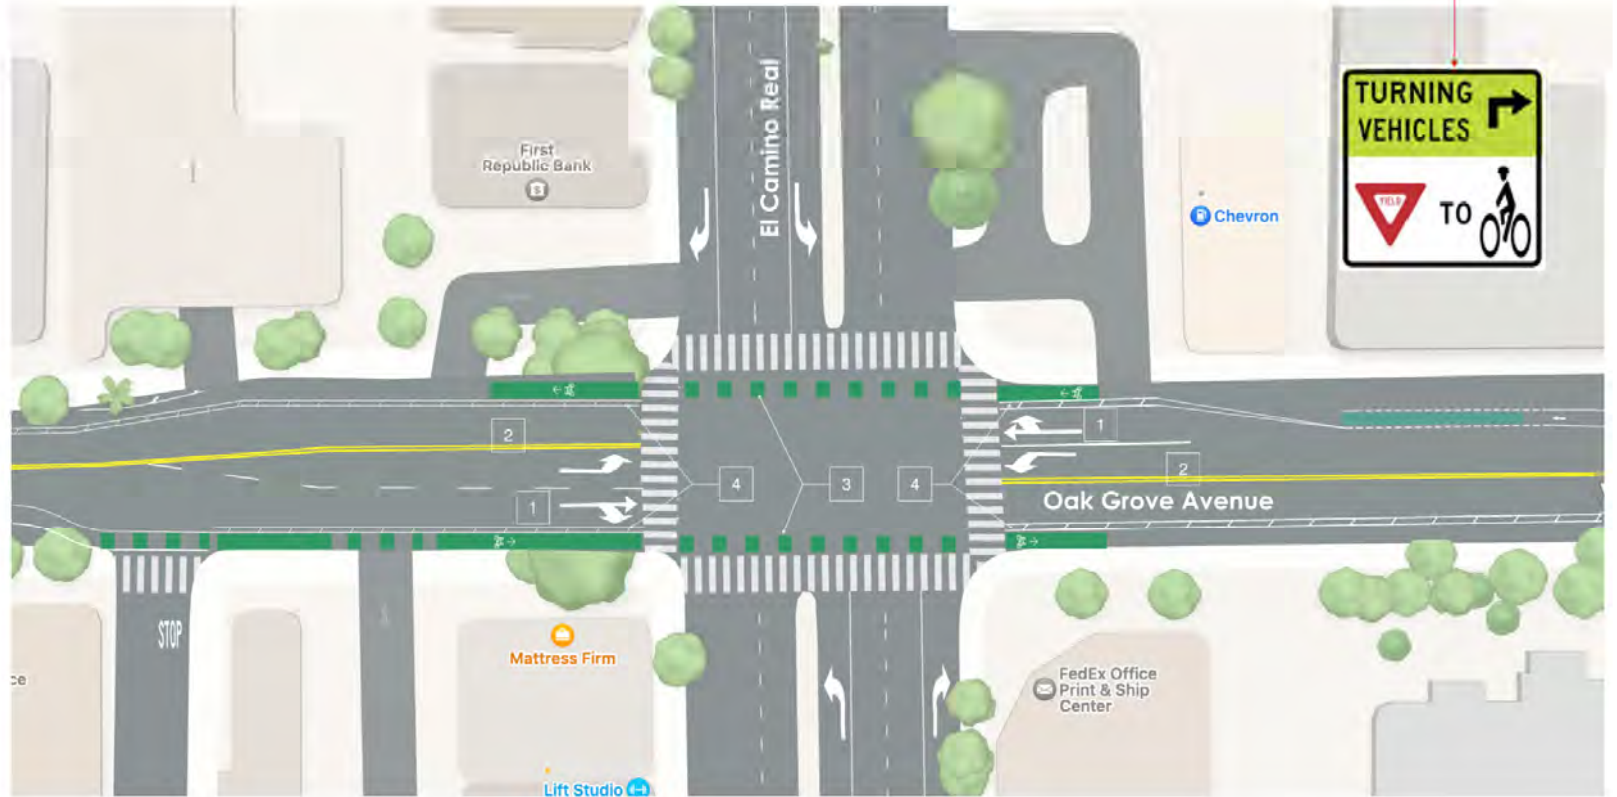 TURNING
VEHICLES
YIELD
TO
El Camino Real
First
Republic Bank
$
Chevron
2
1
2
4
3
4
1
Oak Grove Avenue
STOP
ce
Mattress Firm
FedEx Office
Print & Ship
Center
Lift Studio